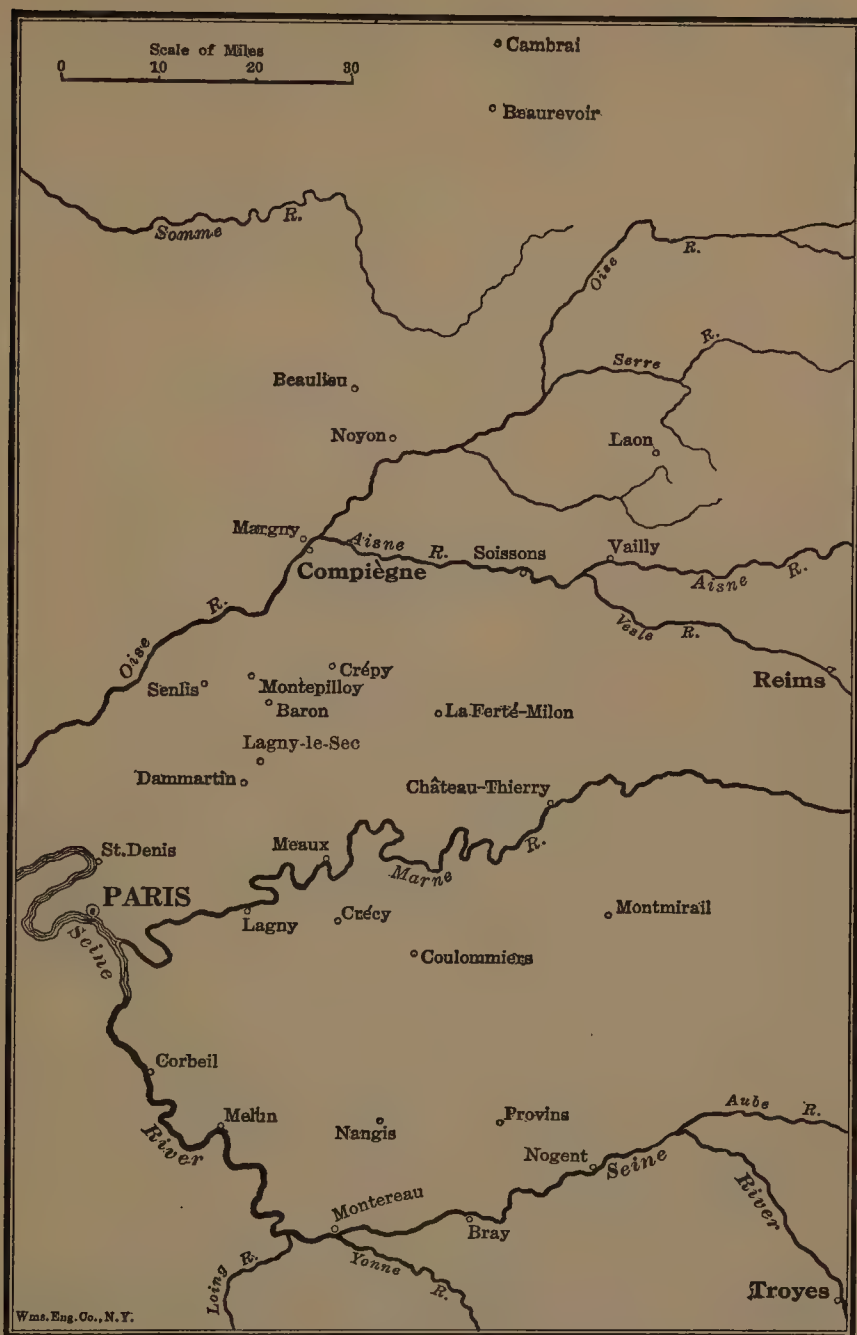 Scale of Miles
0 10 20 30
Cambrai
Beaurevoir
Somme R.
Oise R.
Serre R.
Beaulieu
Noyon
Laon
Margny
Aisne R.
Soissons
Vailly
Compiègne
Aisne R.
Oise R.
Vesle R.
Reims
Crépy
Senlis
Montepilloy
Baron
La Ferté-Milon
Lagny-le-Sec
Dammartin
Château-Thierry
St. Denis
Meaux
Marne R.
PARIS
Seine
Lagny
Crécy
Montmirail
Coulommiers
Corbeil
Melun
River
Nangis
Provins
Aube R.
Nogent
Seine
River
Montereau
Bray
Loing R.
Yonne R.
Troyes
Wms. Eng. Co., N.Y.